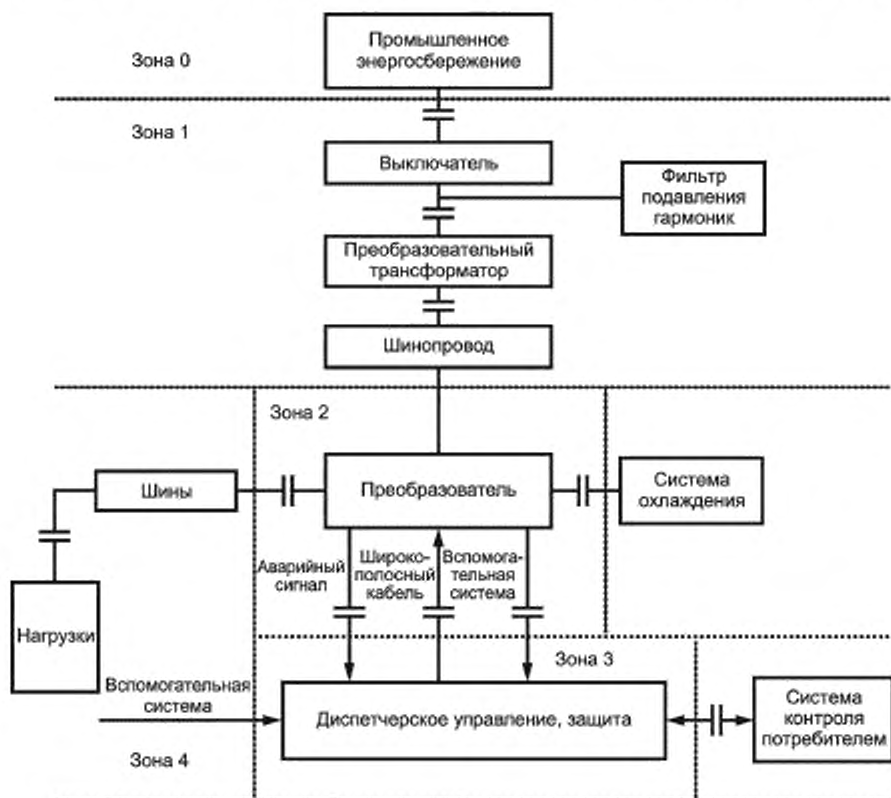 Промышленное
энергосбережение
Зона 0
Зона 1
Выключатель
Фильтр
подавления
гармоник
Преобразовательный
трансформатор
Шинопровод
Зона 2
Шины
Преобразователь
Система
охлаждения
Аварийный
сигнал
Широко-
полосный
кабель
Вспомога-
тельная
система
Нагрузки
Зона 3
Вспомогательная
система
Диспетчерское управление, защита
Система
контроля
потребителем
Зона 4